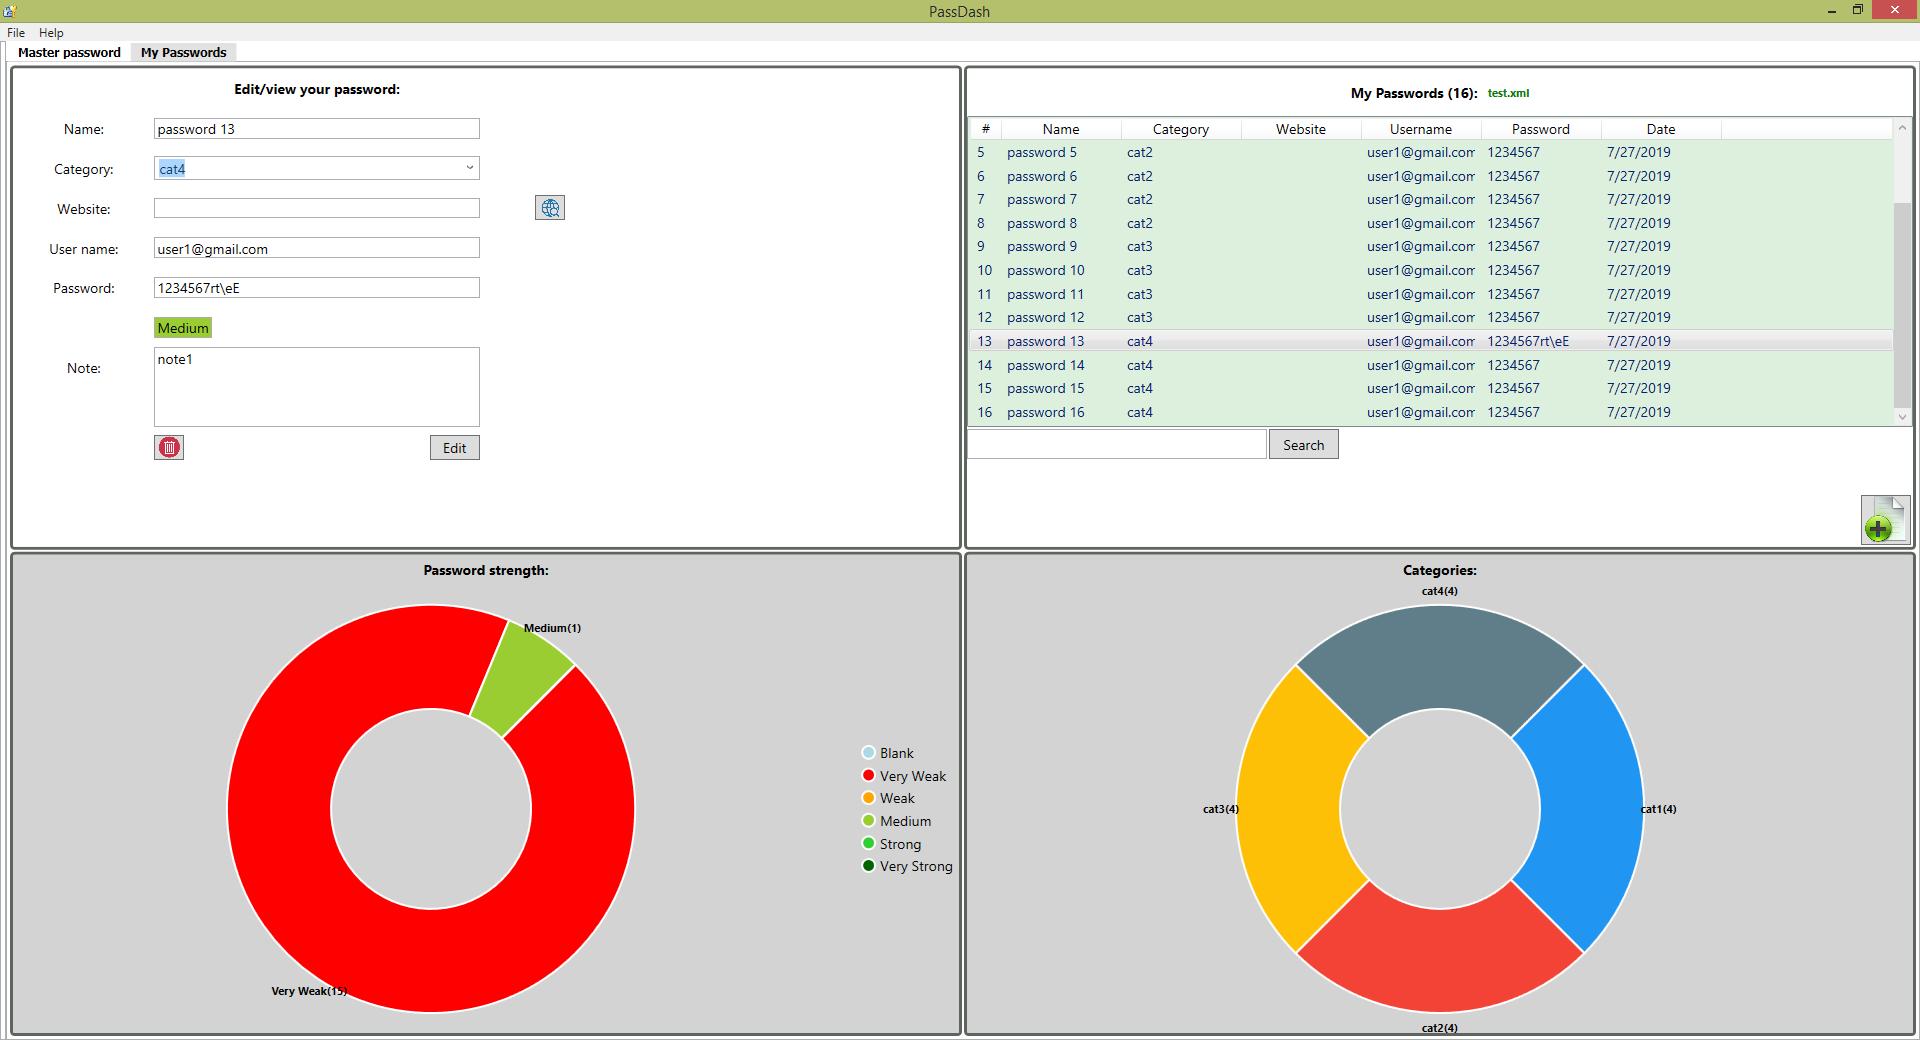 PassDash
File Help
Master password My Passwords
Edit/view your password:
Name: password 13
Category: cat4
Website:
User name: user1@gmail.com
Password: 1234567rt\eE
Medium
Note: note1
Edit
My Passwords (16): test.xml
# Name Category Website Username Password Date
5 password 5 cat2 user1@gmail.com 1234567 7/27/2019
6 password 6 cat2 user1@gmail.com 1234567 7/27/2019
7 password 7 cat2 user1@gmail.com 1234567 7/27/2019
8 password 8 cat2 user1@gmail.com 1234567 7/27/2019
9 password 9 cat3 user1@gmail.com 1234567 7/27/2019
10 password 10 cat3 user1@gmail.com 1234567 7/27/2019
11 password 11 cat3 user1@gmail.com 1234567 7/27/2019
12 password 12 cat3 user1@gmail.com 1234567 7/27/2019
13 password 13 cat4 user1@gmail.com 1234567rt\eE 7/27/2019
14 password 14 cat4 user1@gmail.com 1234567 7/27/2019
15 password 15 cat4 user1@gmail.com 1234567 7/27/2019
16 password 16 cat4 user1@gmail.com 1234567 7/27/2019
Search
Password strength:
Medium(1)
Very Weak(15)
Blank
Very Weak
Weak
Medium
Strong
Very Strong
Categories:
cat4(4)
cat3(4)
cat1(4)
cat2(4)